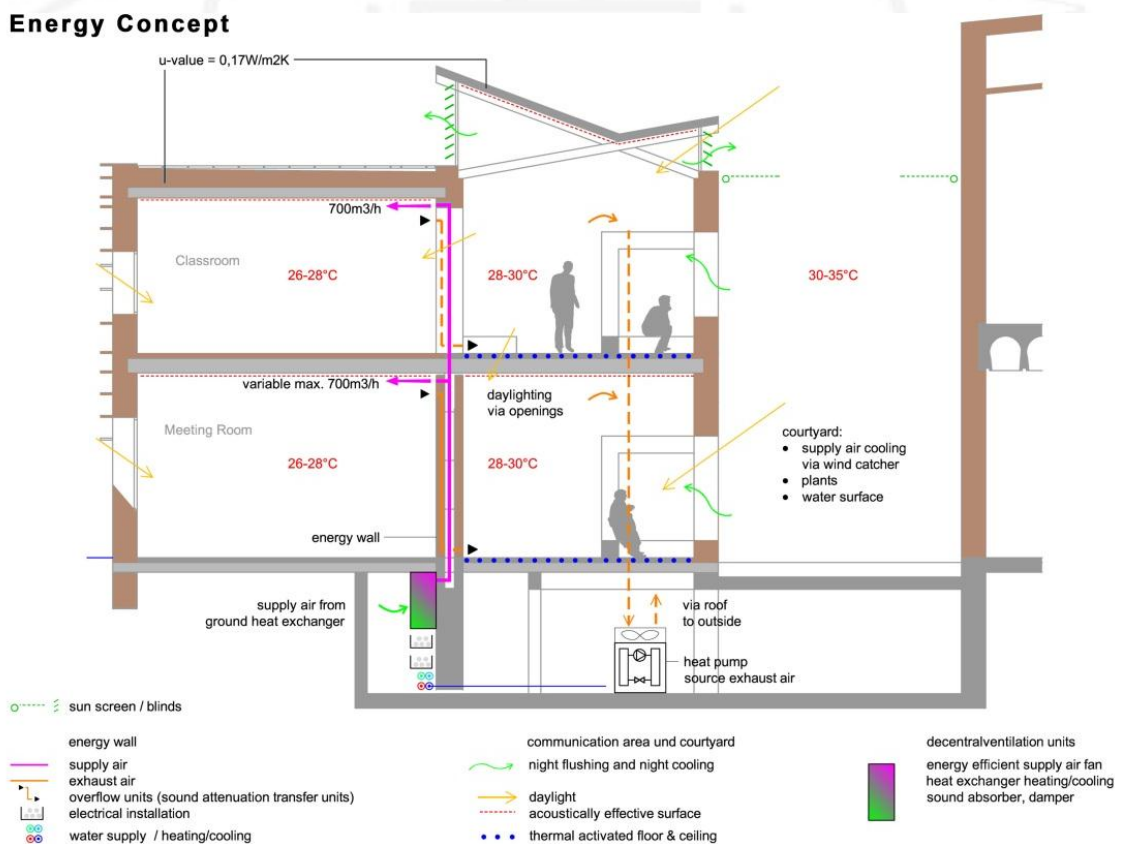 Energy Concept
u-value = 0,17W/m2K
700m3/h
Classroom
26-28°C
28-30°C
30-35°C
variable max. 700m3/h
daylighting
via openings
Meeting Room
26-28°C
28-30°C
courtyard:
• supply air cooling
via wind catcher
• plants
• water surface
energy wall
supply air from
ground heat exchanger
via roof
to outside
heat pump
source exhaust air
sun screen / blinds
energy wall
supply air
exhaust air
overflow units (sound attenuation transfer units)
electrical installation
water supply / heating/cooling
communication area und courtyard
night flushing and night cooling
daylight
acoustically effective surface
thermal activated floor & ceiling
decentralventilation units
energy efficient supply air fan
heat exchanger heating/cooling
sound absorber, damper